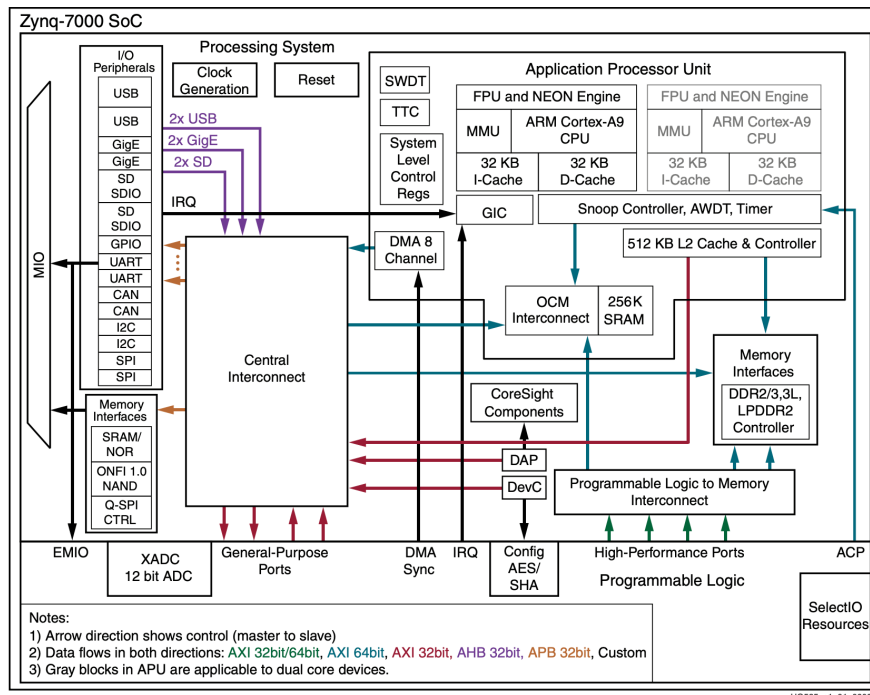 Zynq-7000 SoC
Processing System
I/O
Peripherals
USB
USB
GigE
GigE
SD
SDIO
SD
SDIO
GPIO
UART
UART
CAN
CAN
I2C
I2C
SPI
SPI
MIO
Clock
Generation
Reset
2x USB
2x GigE
2x SD
IRQ
SWDT
TTC
System
Level
Control
Regs
Application Processor Unit
FPU and NEON Engine
MMU
ARM Cortex-A9
CPU
32 KB
I-Cache
32 KB
D-Cache
FPU and NEON Engine
MMU
ARM Cortex-A9
CPU
32 KB
I-Cache
32 KB
D-Cache
GIC
Snoop Controller, AWDT, Timer
DMA 8
Channel
512 KB L2 Cache & Controller
OCM
Interconnect
256K
SRAM
Central
Interconnect
Memory
Interfaces
DDR2/3,3L,
LPDDR2
Controller
Memory
Interfaces
SRAM/
NOR
ONFI 1.0
NAND
Q-SPI
CTRL
CoreSight
Components
DAP
DevC
Programmable Logic to Memory
Interconnect
EMIO
XADC
12 bit ADC
General-Purpose
Ports
DMA
Sync
IRQ
Config
AES/
SHA
High-Performance Ports
ACP
Programmable Logic
SelectIO
Resources
Notes:
1) Arrow direction shows control (master to slave)
2) Data flows in both directions: AXI 32bit/64bit, AXI 64bit, AXI 32bit, AHB 32bit, APB 32bit, Custom
3) Gray blocks in APU are applicable to dual core devices.